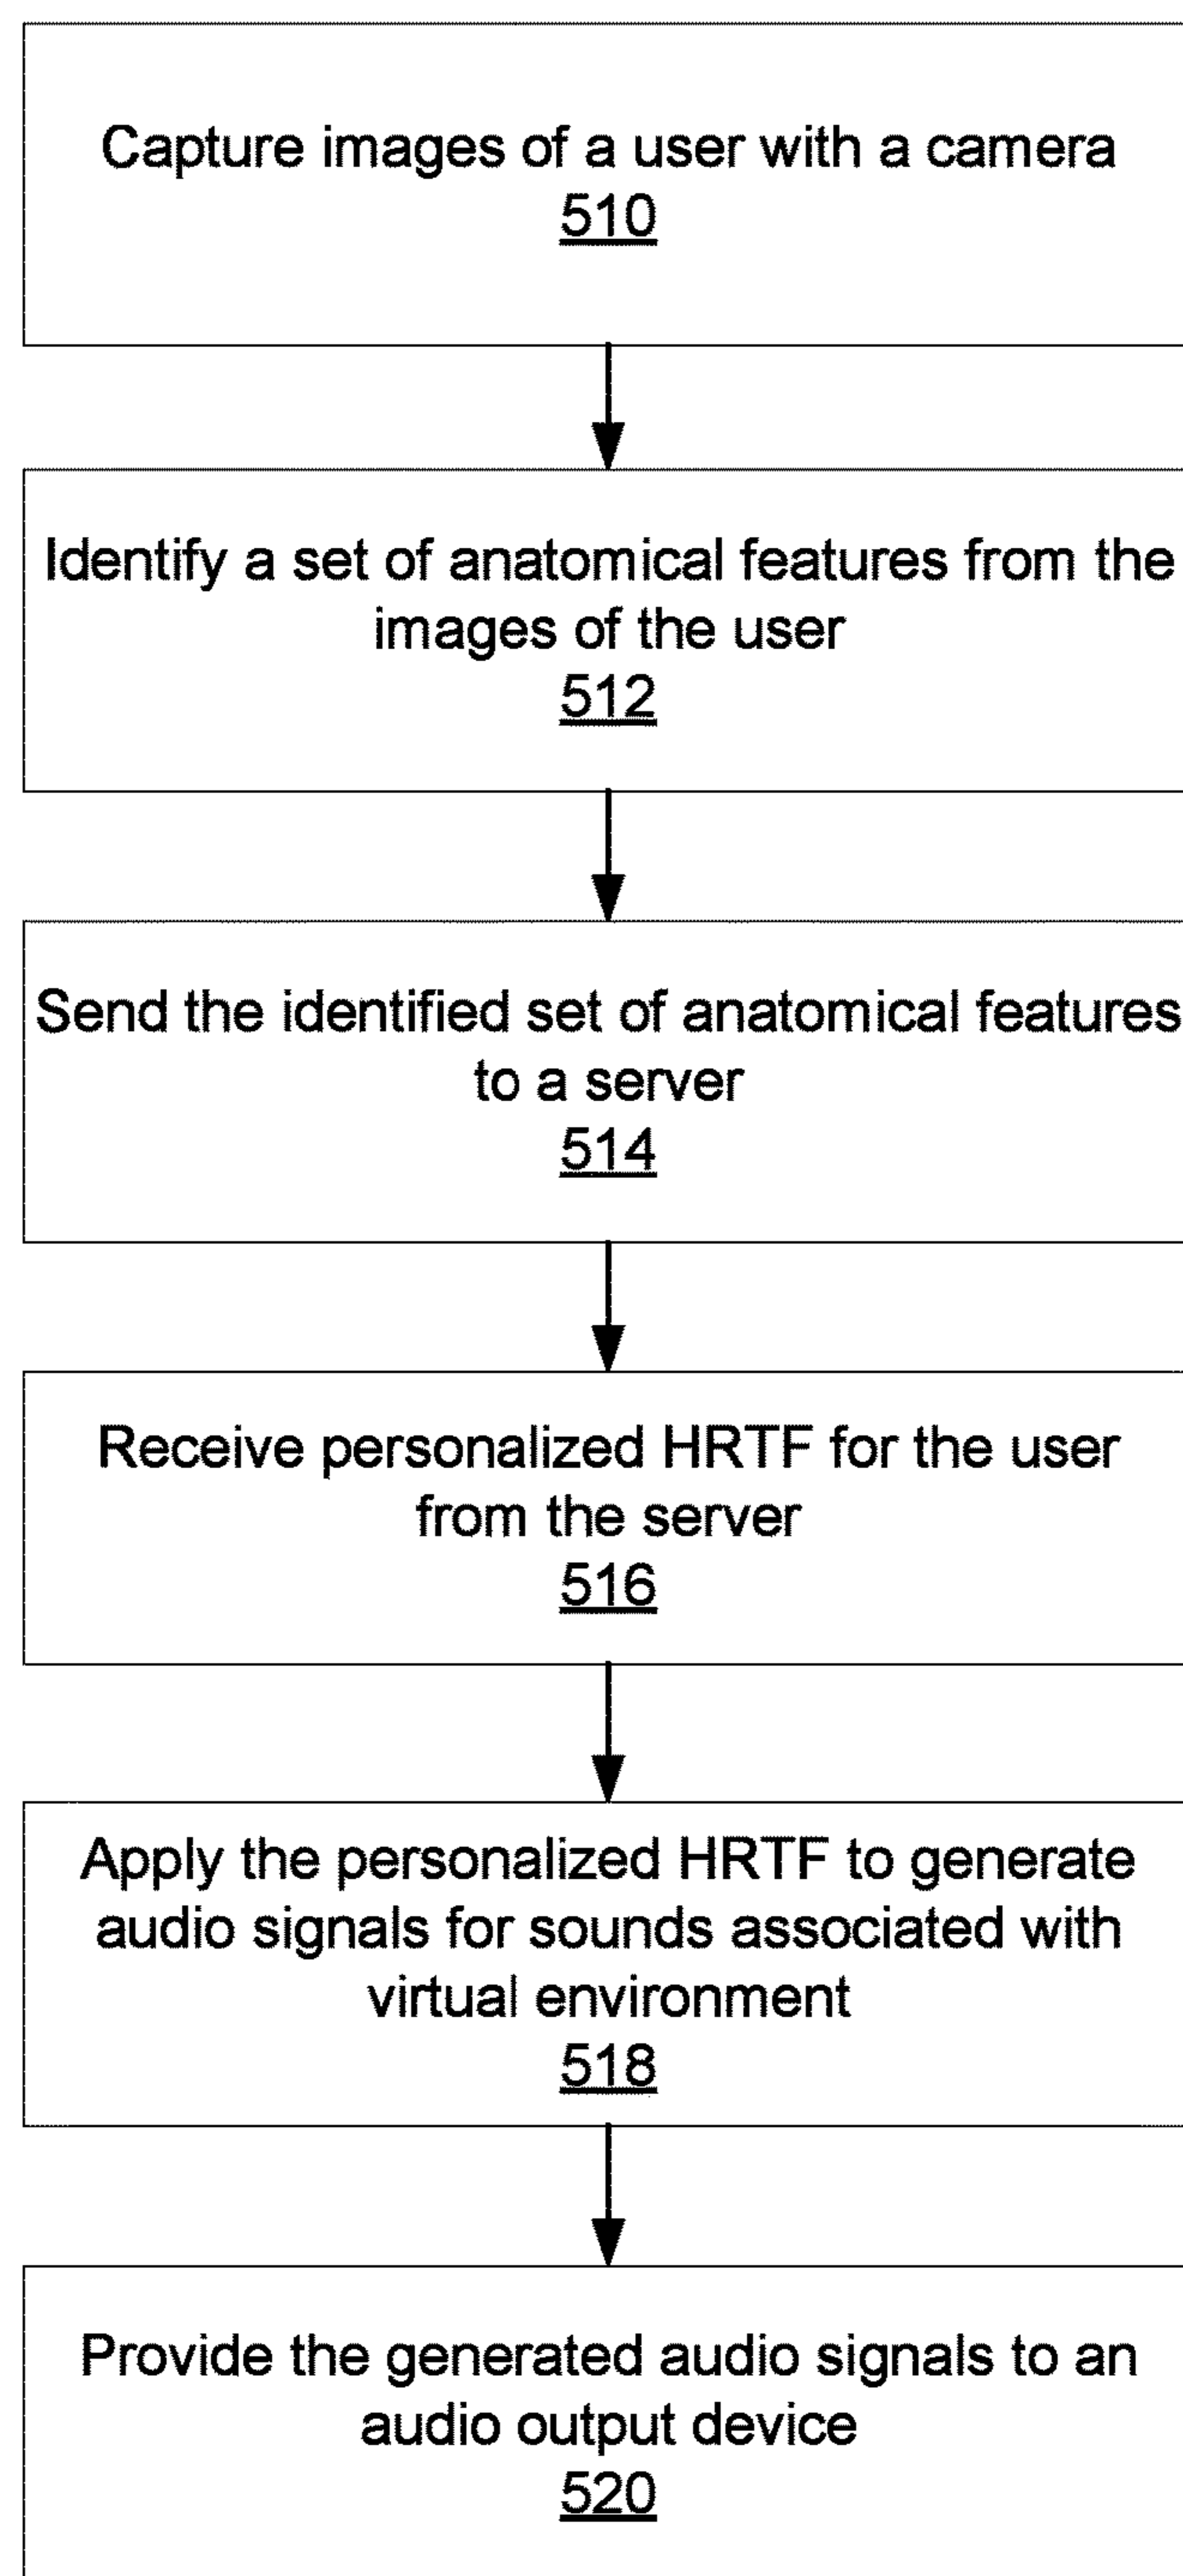 Capture images of a user with a camera
510
Identify a set of anatomical features from the
images of the user
512
Send the identified set of anatomical features
to a server
514
Receive personalized HRTF for the user
from the server
516
Apply the personalized HRTF to generate
audio signals for sounds associated with
virtual environment
518
Provide the generated audio signals to an
audio output device
520